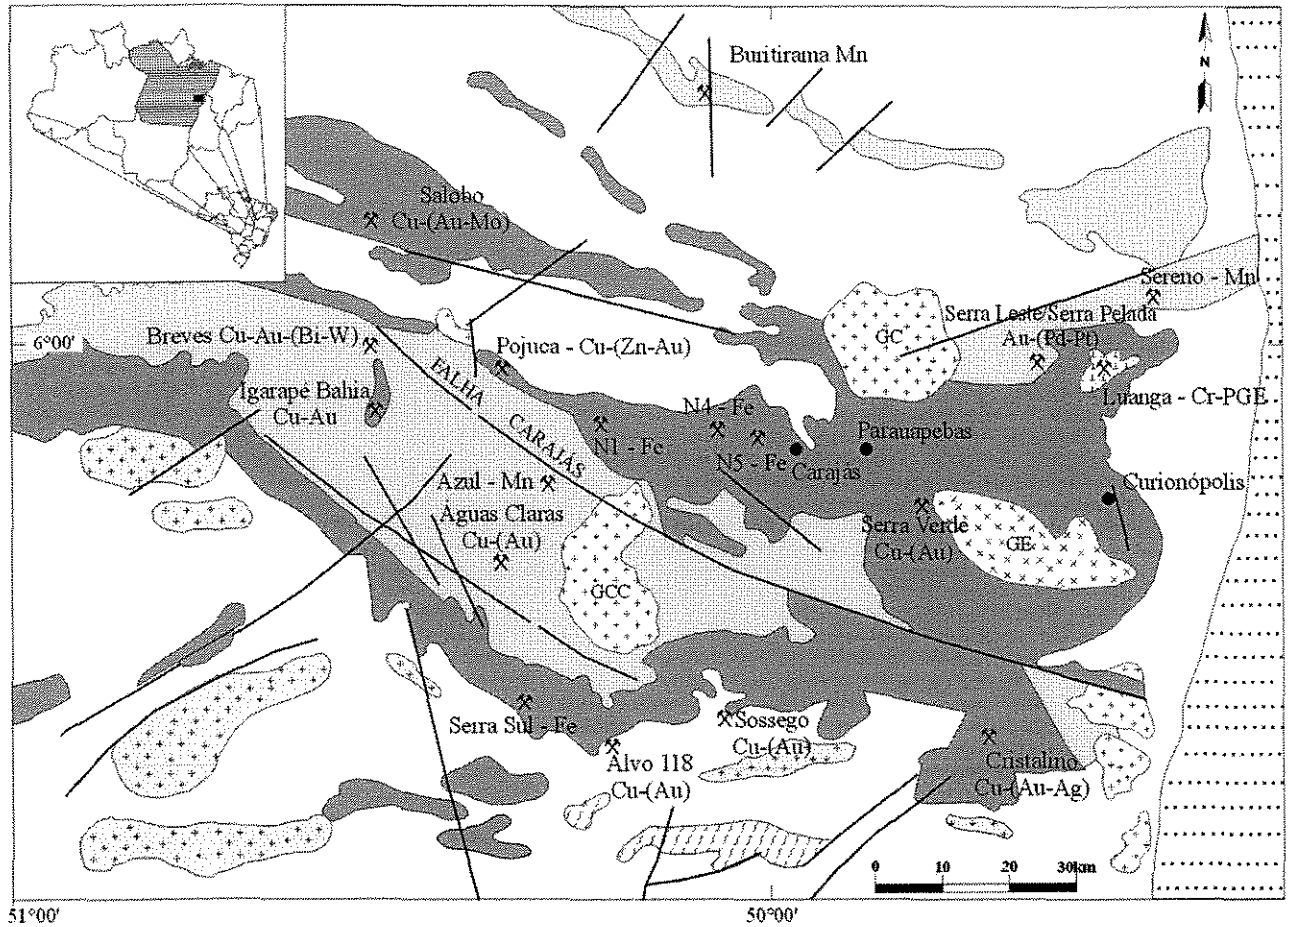 Buritirama Mn
N
Salobo
Cu-(Au-Mo)
Sereno - Mn
Serra Leste/Serra Pelada
Au-(Pd-Pt)
GC
6°00'
Breves Cu-Au-(Bi-W)
Pojuca - Cu-(Zn-Au)
Luanga - Cr-PGE
Igarapé Bahia
Cu-Au
FALHA CARAJÁS
N4 - Fe
N1 - Fe
N5 - Fe
Carajás
Parauapebas
Azul - Mn
Águas Claras
Cu-(Au)
Curionópolis
Serra Verde
Cu-(Au)
GE
GCC
Serra Sul - Fe
Sossego
Cu-(Au)
Alvo 118
Cu-(Au)
Cristalino
Cu-(Au-Ag)
0 10 20 30km
51°00' 50°00'